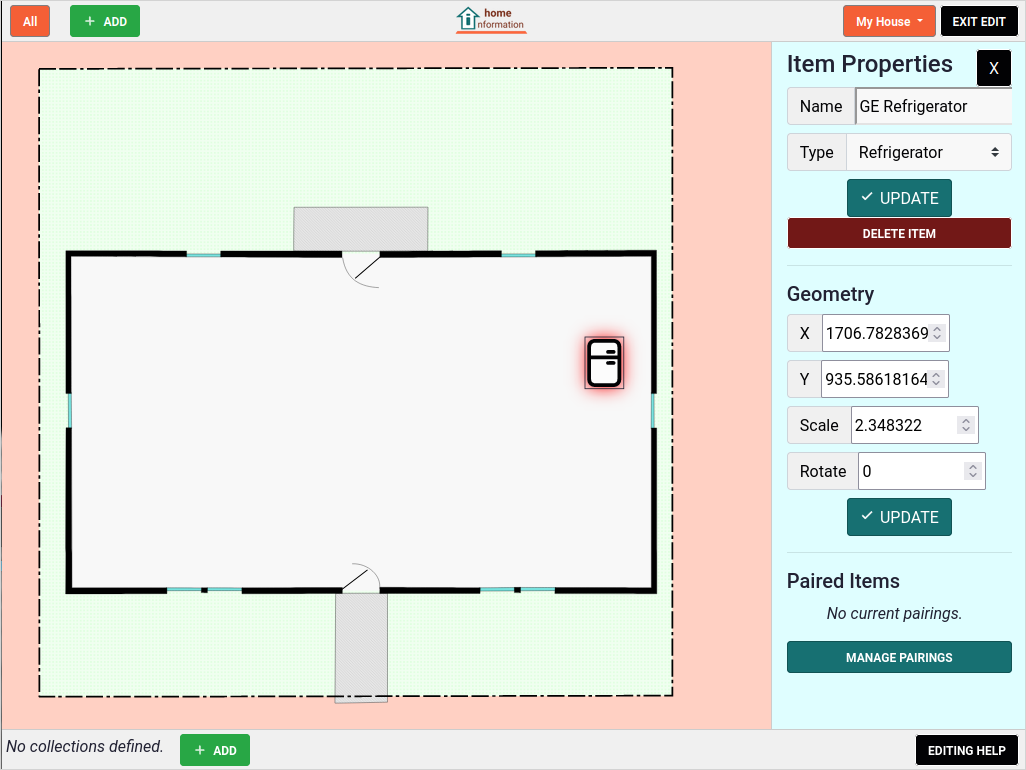 All
+ ADD
home
nformation
My House
EXIT EDIT
Item Properties
X
Name
GE Refrigerator
Type
Refrigerator
✓ UPDATE
DELETE ITEM
Geometry
X
1706.7828369
Y
935.58618164
Scale
2.348322
Rotate
0
✓ UPDATE
Paired Items
No current pairings.
MANAGE PAIRINGS
No collections defined.
+ ADD
EDITING HELP